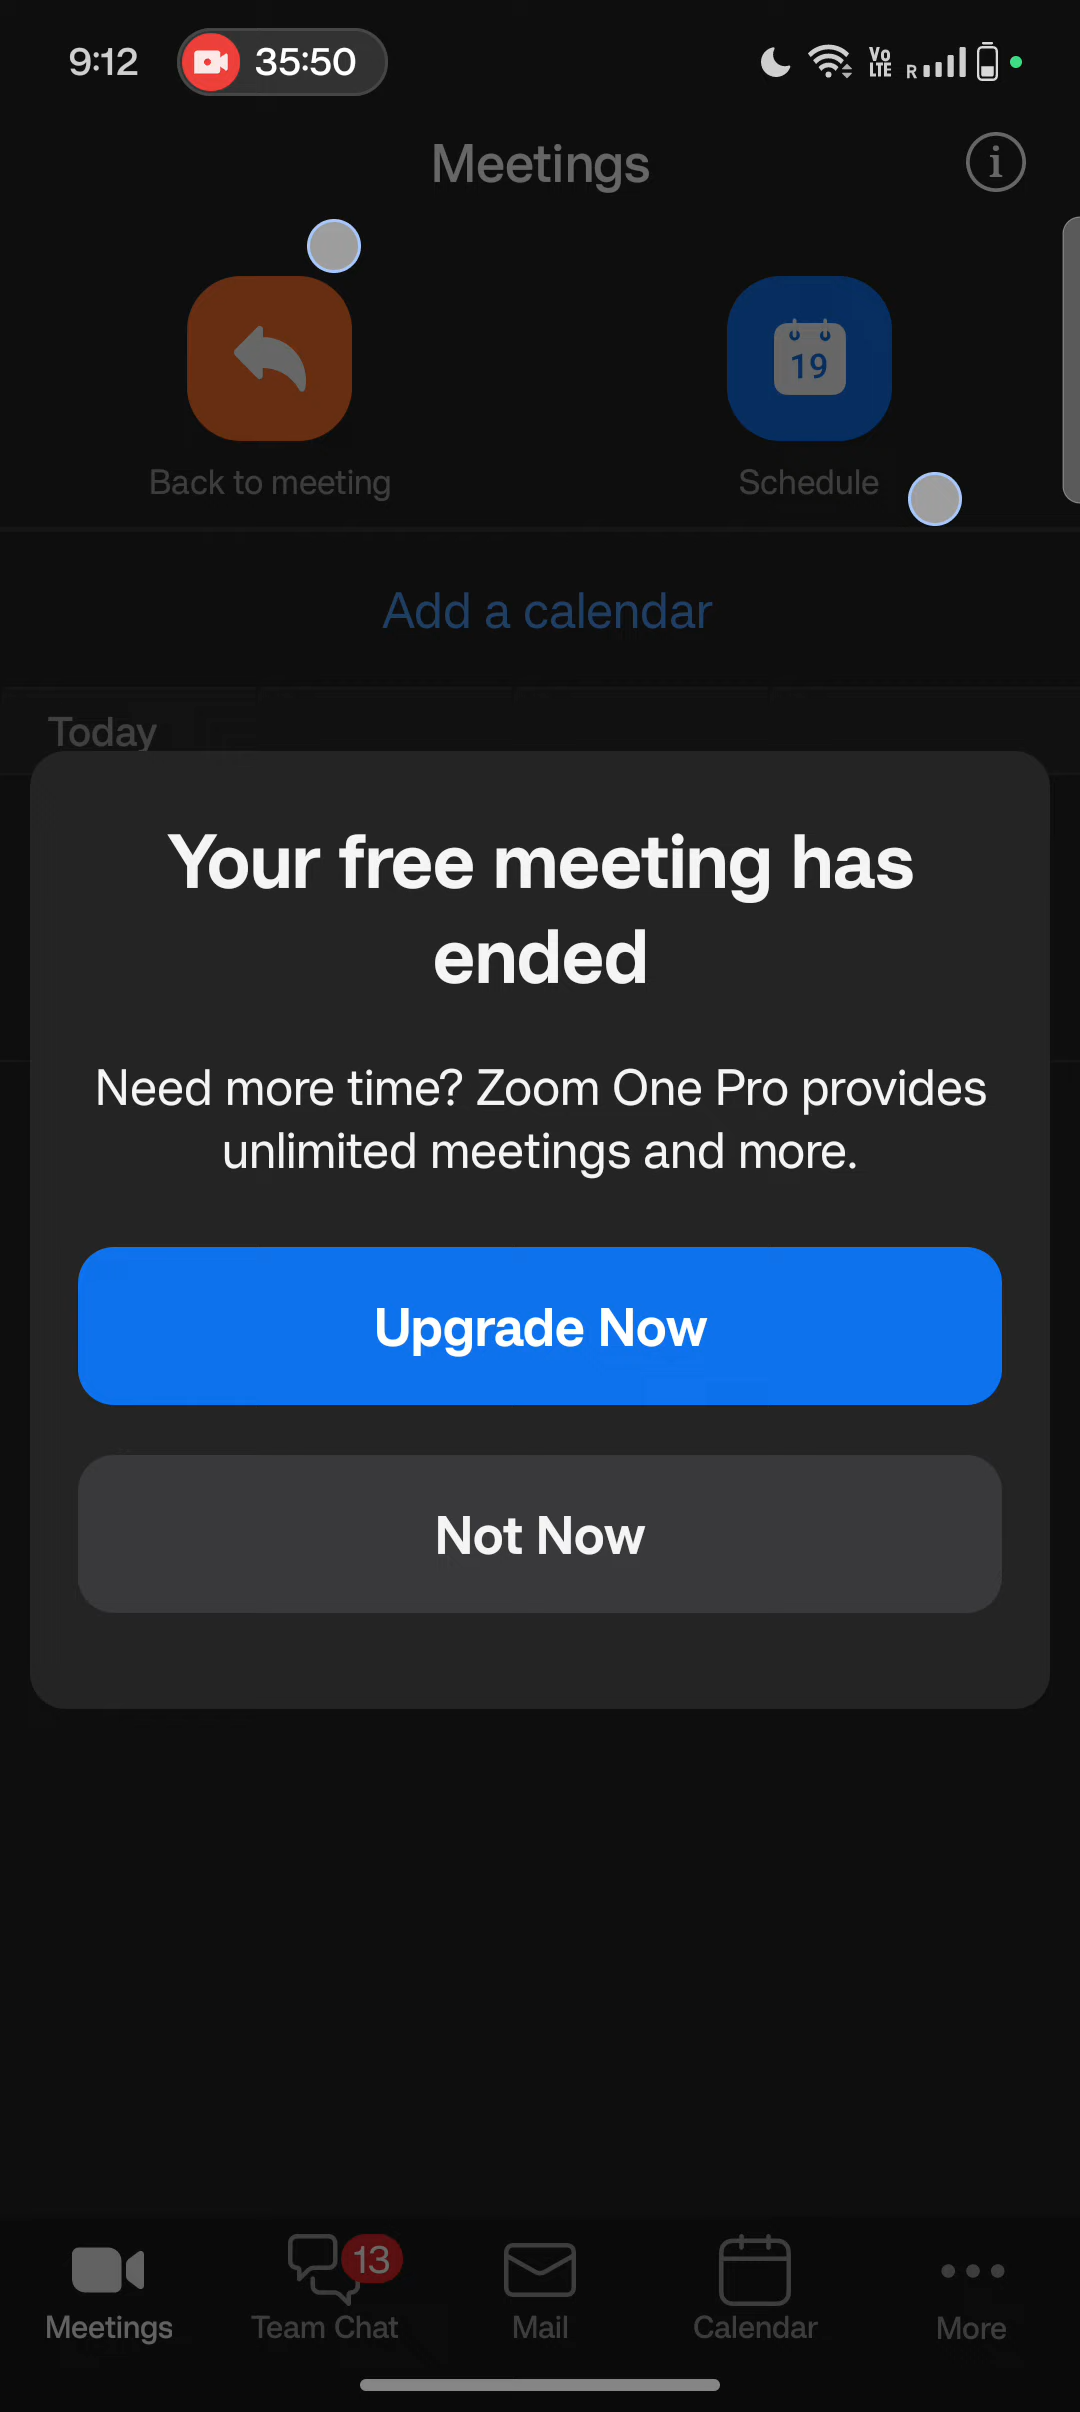 9:12
35:50
Vo
LTE
R
Meetings
i
Back to meeting
19
Schedule
Add a calendar
Today
Your free meeting has
ended
Need more time? Zoom One Pro provides
unlimited meetings and more.
Upgrade Now
Not Now
13
Meetings
Team Chat
Mail
Calendar
More